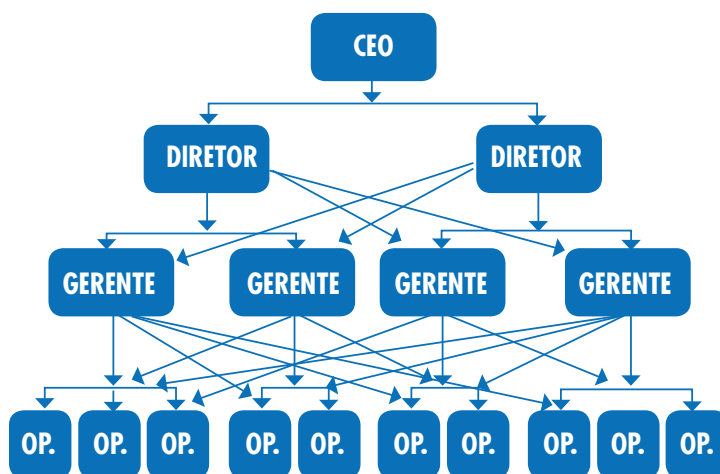 CEO
DIRETOR DIRETOR
GERENTE GERENTE GERENTE GERENTE
OP. OP. OP. OP. OP. OP. OP. OP. OP. OP.